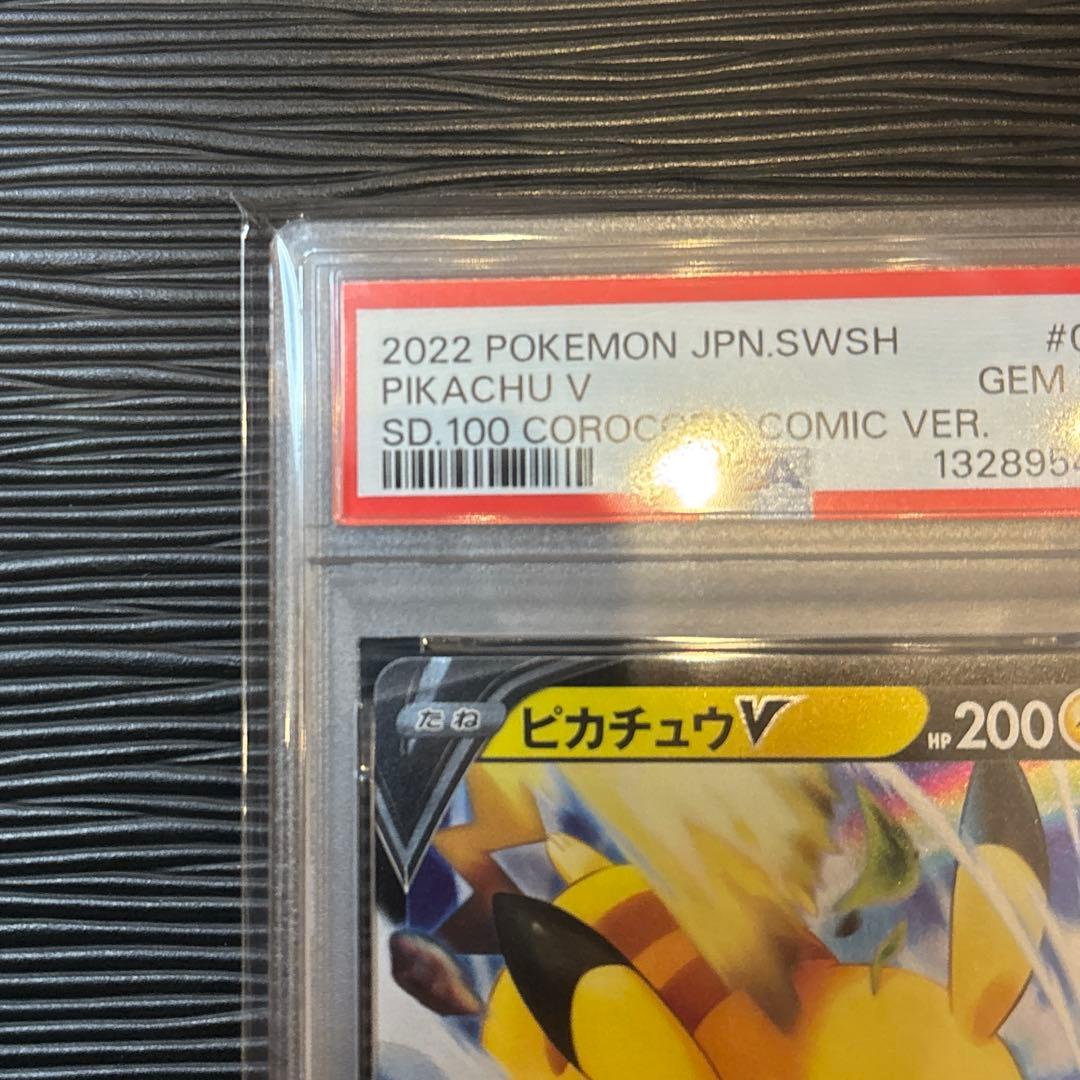 2022 POKEMON JPN.SWSH
PIKACHU V GEM
SD.100 COMIC VER.
たね ピカチュウV HP 200